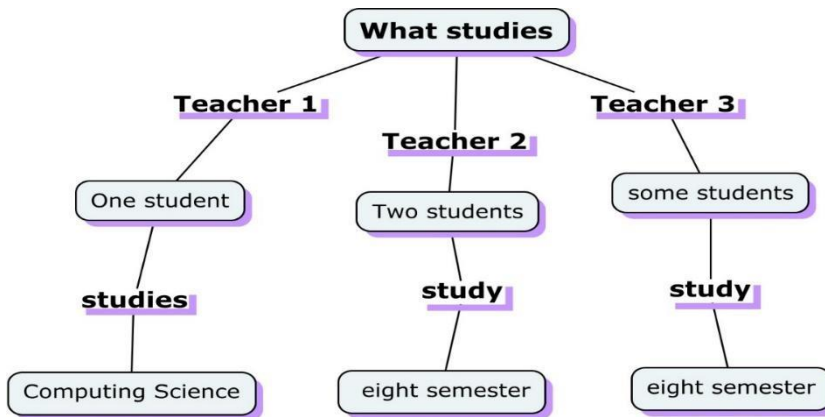 What studies
Teacher 1
Teacher 2
Teacher 3
One student
Two students
some students
studies
study
study
Computing Science
eight semester
eight semester